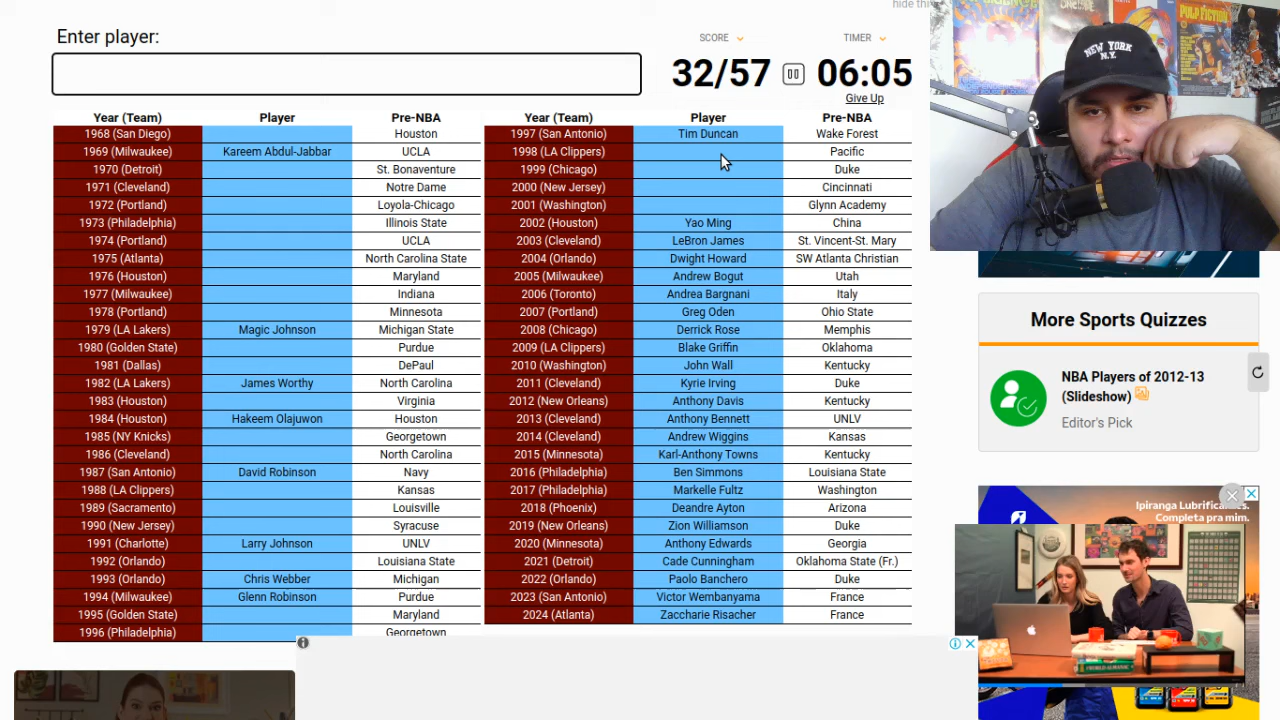 hide thi
Enter player:
SCORE
TIMER
32/57
06:05
Give Up
Year (Team) Player Pre-NBA
1968 (San Diego) Houston
1969 (Milwaukee) Kareem Abdul-Jabbar UCLA
1970 (Detroit) St. Bonaventure
1971 (Cleveland) Notre Dame
1972 (Portland) Loyola-Chicago
1973 (Philadelphia) Illinois State
1974 (Portland) UCLA
1975 (Atlanta) North Carolina State
1976 (Houston) Maryland
1977 (Milwaukee) Indiana
1978 (Portland) Minnesota
1979 (LA Lakers) Magic Johnson Michigan State
1980 (Golden State) Purdue
1981 (Dallas) DePaul
1982 (LA Lakers) James Worthy North Carolina
1983 (Houston) Virginia
1984 (Houston) Hakeem Olajuwon Houston
1985 (NY Knicks) Georgetown
1986 (Cleveland) North Carolina
1987 (San Antonio) David Robinson Navy
1988 (LA Clippers) Kansas
1989 (Sacramento) Louisville
1990 (New Jersey) Syracuse
1991 (Charlotte) Larry Johnson UNLV
1992 (Orlando) Louisiana State
1993 (Orlando) Chris Webber Michigan
1994 (Milwaukee) Glenn Robinson Purdue
1995 (Golden State) Maryland
1996 (Philadelphia) Georgetown
Year (Team) Player Pre-NBA
1997 (San Antonio) Tim Duncan Wake Forest
1998 (LA Clippers) Pacific
1999 (Chicago) Duke
2000 (New Jersey) Cincinnati
2001 (Washington) Glynn Academy
2002 (Houston) Yao Ming China
2003 (Cleveland) LeBron James St. Vincent-St. Mary
2004 (Orlando) Dwight Howard SW Atlanta Christian
2005 (Milwaukee) Andrew Bogut Utah
2006 (Toronto) Andrea Bargnani Italy
2007 (Portland) Greg Oden Ohio State
2008 (Chicago) Derrick Rose Memphis
2009 (LA Clippers) Blake Griffin Oklahoma
2010 (Washington) John Wall Kentucky
2011 (Cleveland) Kyrie Irving Duke
2012 (New Orleans) Anthony Davis Kentucky
2013 (Cleveland) Anthony Bennett UNLV
2014 (Cleveland) Andrew Wiggins Kansas
2015 (Minnesota) Karl-Anthony Towns Kentucky
2016 (Philadelphia) Ben Simmons Louisiana State
2017 (Philadelphia) Markelle Fultz Washington
2018 (Phoenix) Deandre Ayton Arizona
2019 (New Orleans) Zion Williamson Duke
2020 (Minnesota) Anthony Edwards Georgia
2021 (Detroit) Cade Cunningham Oklahoma State (Fr.)
2022 (Orlando) Paolo Banchero Duke
2023 (San Antonio) Victor Wembanyama France
2024 (Atlanta) Zaccharie Risacher France
NEW YORK
N.Y.
PULP FICTION
More Sports Quizzes
NBA Players of 2012-13
(Slideshow)
Editor's Pick
Ipiranga Lubrificantes.
Completa pra mim.
WORLD ALMANAC